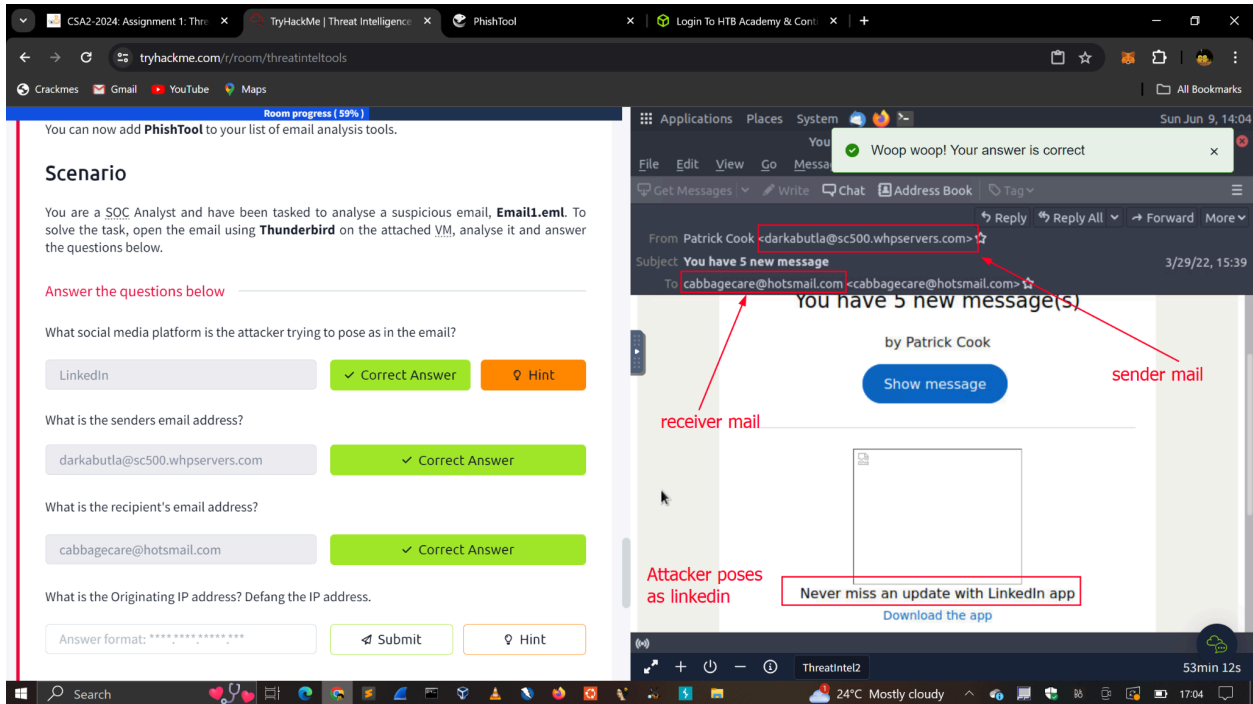 CSA2-2024: Assignment 1: Thre
TryHackMe | Threat Intelligence
PhishTool
Login To HTB Academy & Conti
tryhackme.com/r/room/threatinteltools
Crackmes Gmail YouTube Maps All Bookmarks
Room progress ( 59% )
You can now add PhishTool to your list of email analysis tools.
Scenario
You are a SOC Analyst and have been tasked to analyse a suspicious email, Email1.eml. To
solve the task, open the email using Thunderbird on the attached VM, analyse it and answer
the questions below.
Answer the questions below
What social media platform is the attacker trying to pose as in the email?
LinkedIn
Correct Answer
Hint
What is the senders email address?
darkabutla@sc500.whpservers.com
Correct Answer
What is the recipient's email address?
cabbagecare@hotsmail.com
Correct Answer
What is the Originating IP address? Defang the IP address.
Answer format: ****.****.*****.***
Submit
Hint
Applications Places System
Sun Jun 9, 14:04
You
Woop woop! Your answer is correct
File Edit View Go Messa
Get Messages Write Chat Address Book Tag
Reply Reply All Forward More
From Patrick Cook <darkabutla@sc500.whpservers.com>
Subject You have 5 new message 3/29/22, 15:39
To cabbagecare@hotsmail.com <cabbagecare@hotsmail.com>
You have 5 new message(s)
by Patrick Cook
Show message
sender mail
receiver mail
Attacker poses
as linkedin
Never miss an update with LinkedIn app
Download the app
ThreatIntel2
53min 12s
Search
24°C Mostly cloudy
17:04